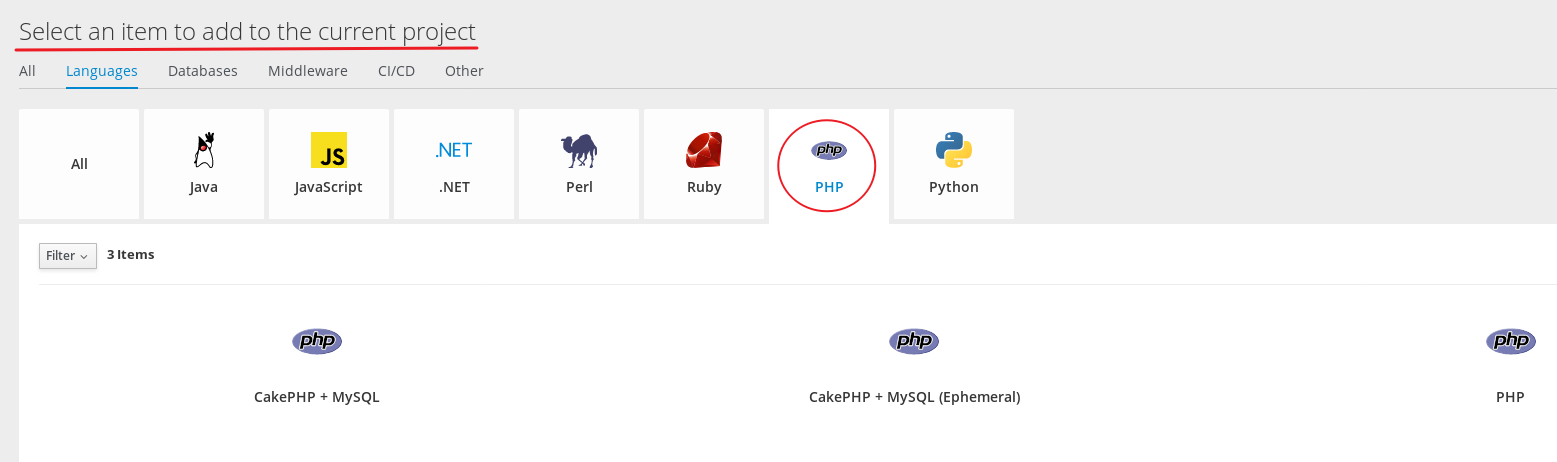 Select an item to add to the current project
All Languages Databases Middleware CI/CD Other
JS .NET php
All Java JavaScript .NET Perl Ruby PHP Python
Filter 3 Items
php php php
CakePHP + MySQL CakePHP + MySQL (Ephemeral) PHP